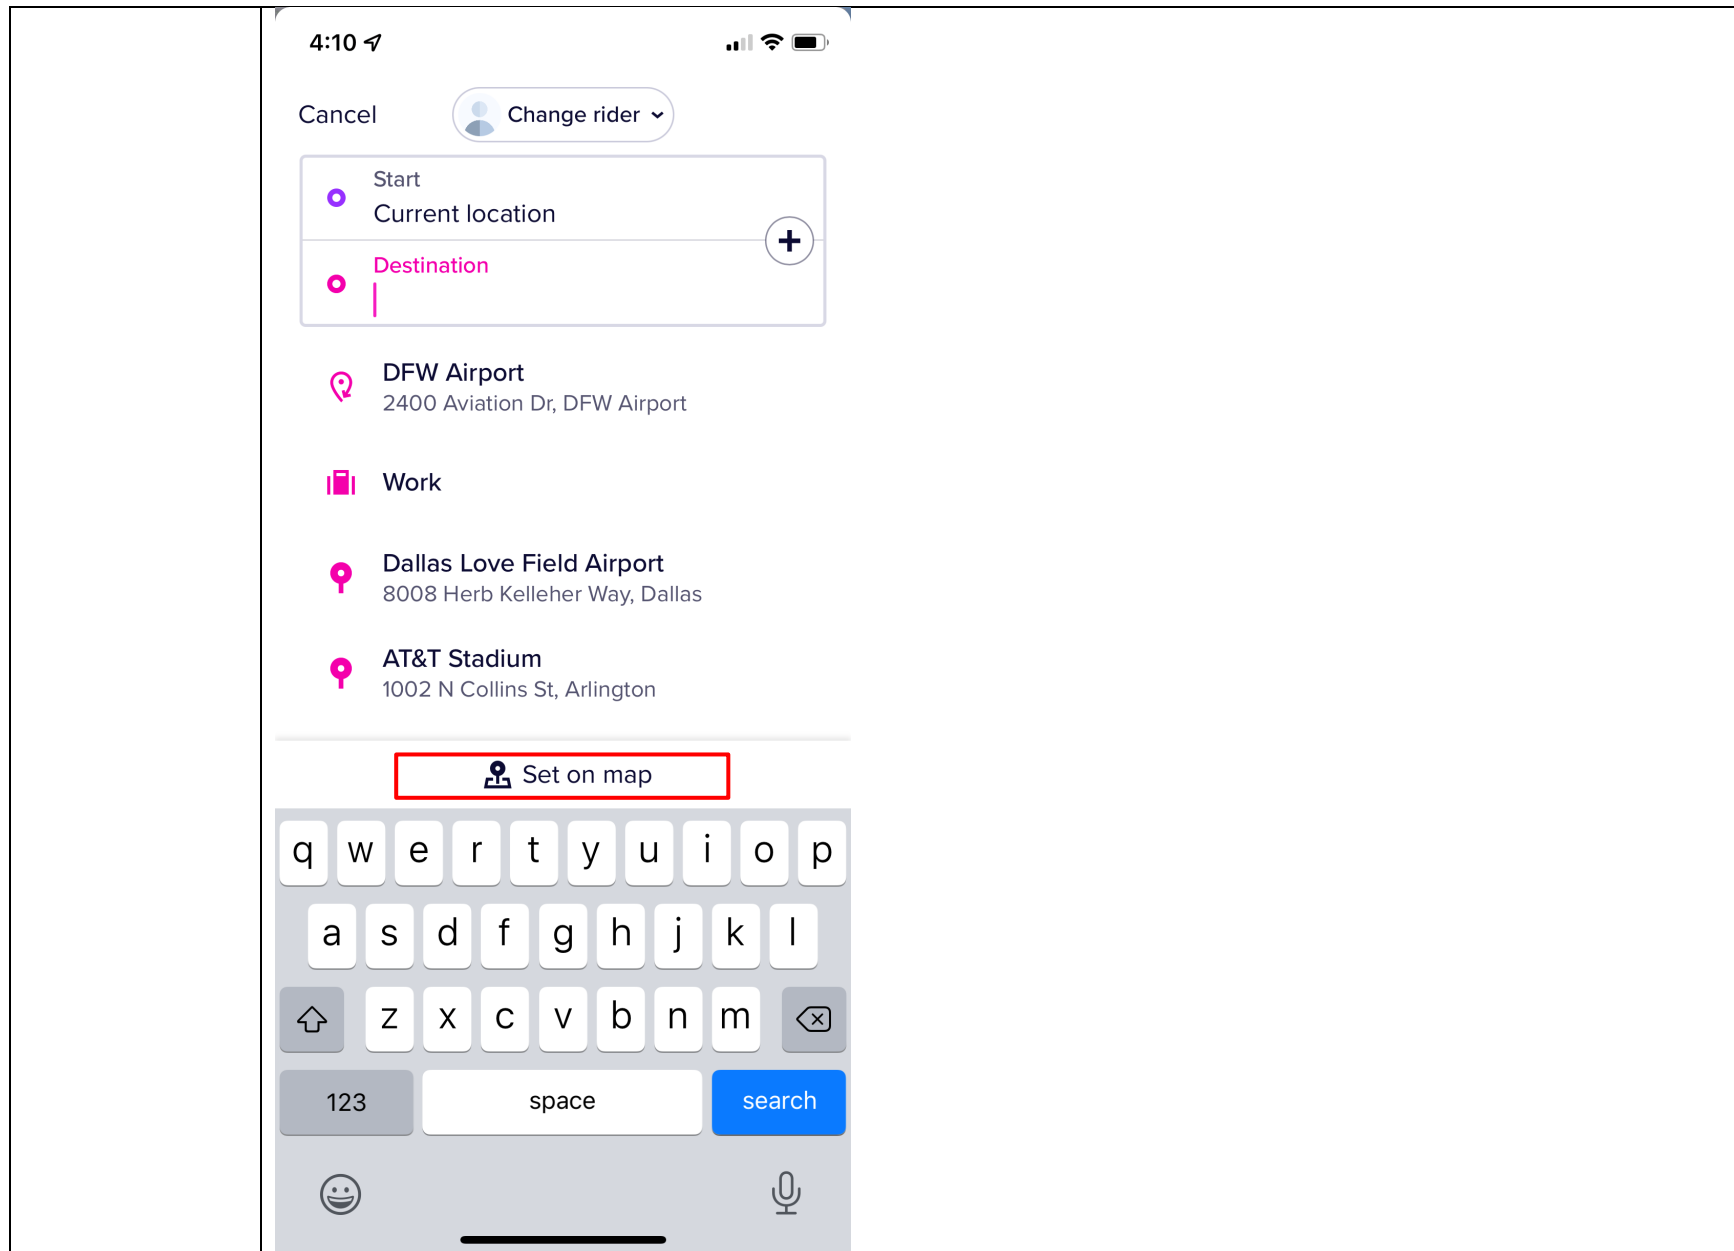 4:10
Cancel
Change rider
Start
Current location
Destination
DFW Airport
2400 Aviation Dr, DFW Airport
Work
Dallas Love Field Airport
8008 Herb Kelleher Way, Dallas
AT&T Stadium
1002 N Collins St, Arlington
Set on map
q w e r t y u i o p
a s d f g h j k l
z x c v b n m
123 space search